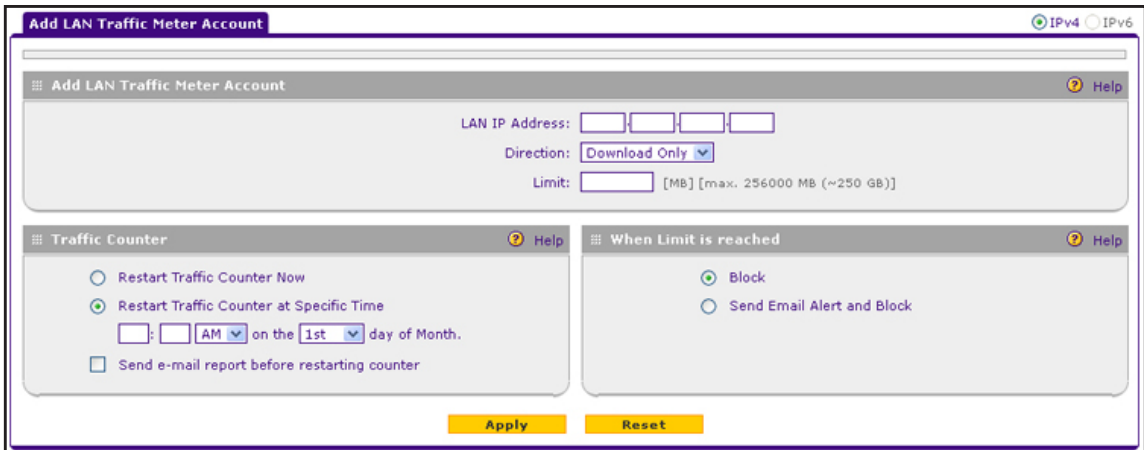 Add LAN Traffic Meter Account
IPv4 IPv6
Add LAN Traffic Meter Account
Help
LAN IP Address:
Direction: Download Only
Limit: [MB] [max. 256000 MB (~250 GB)]
Traffic Counter
Help
Restart Traffic Counter Now
Restart Traffic Counter at Specific Time
: AM on the 1st day of Month.
Send e-mail report before restarting counter
When Limit is reached
Help
Block
Send Email Alert and Block
Apply
Reset